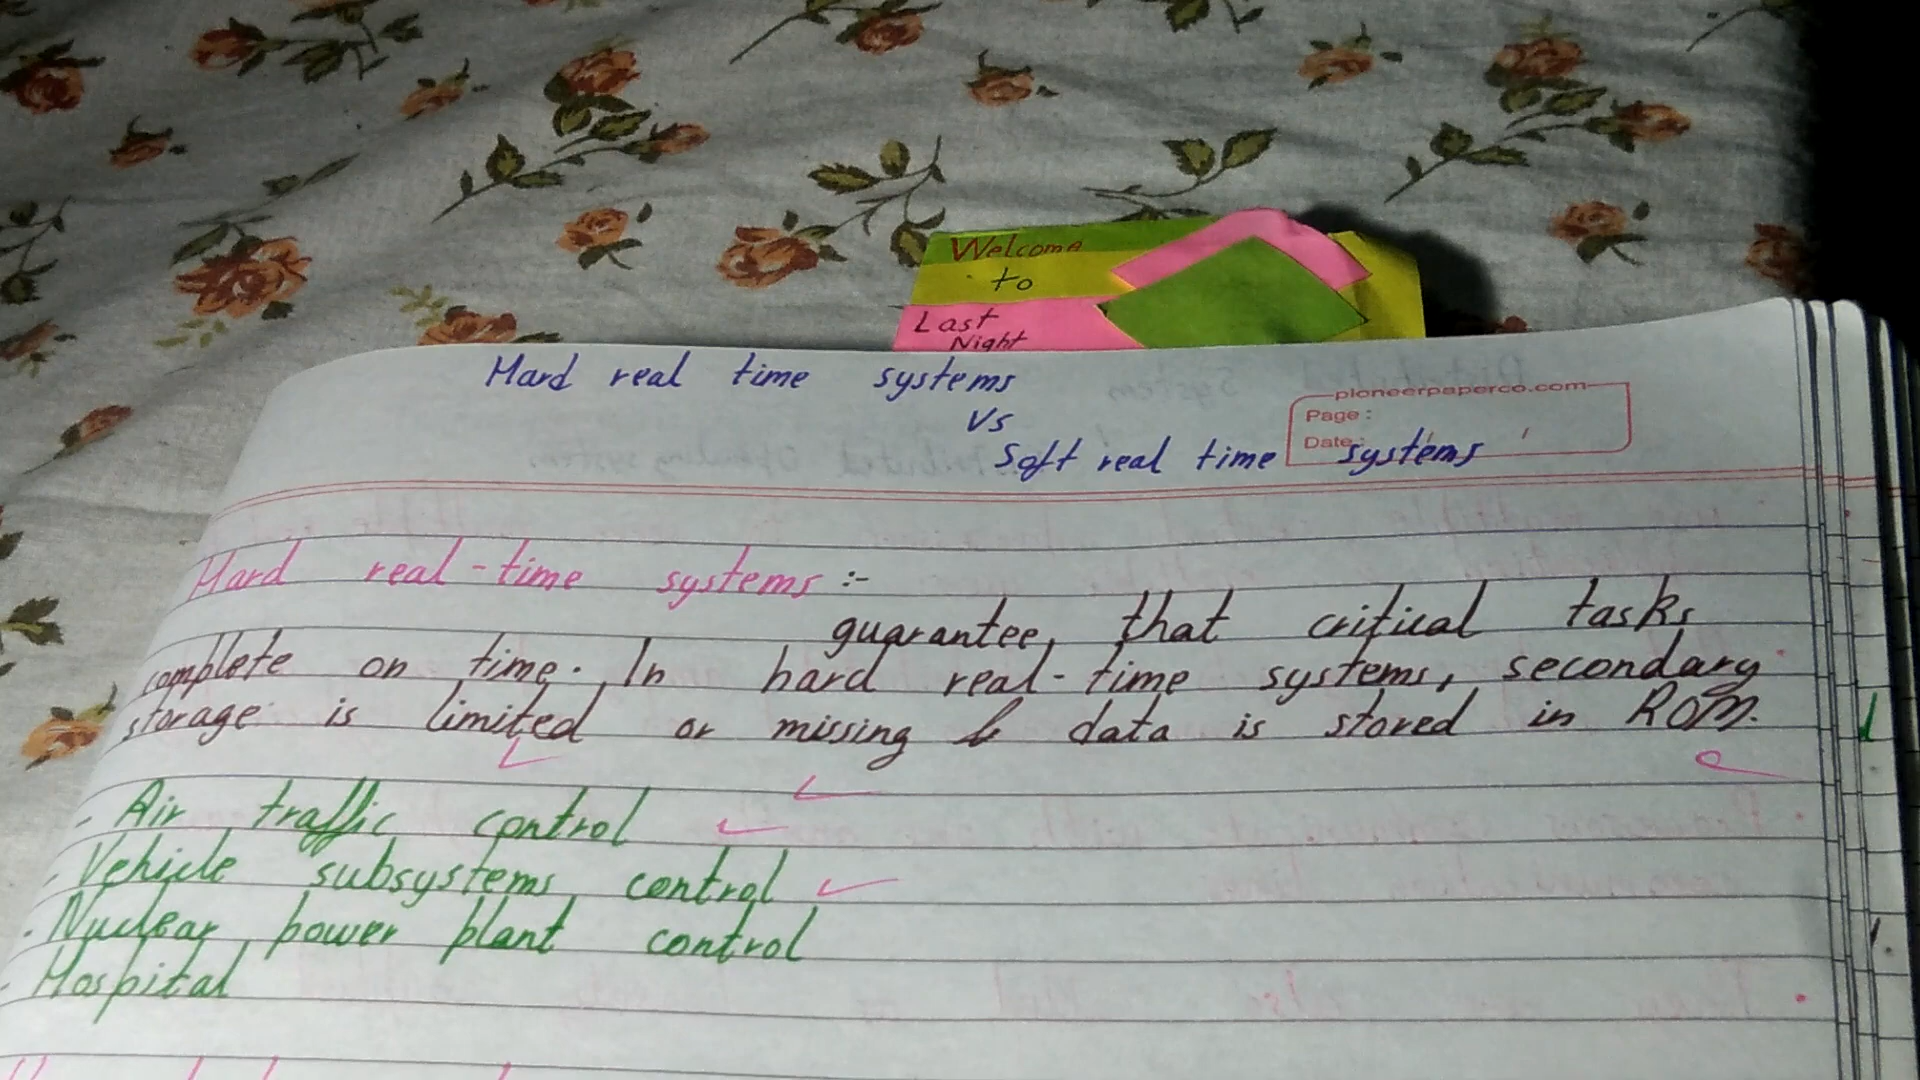 Welcome
to
Last
Night
Hard real time systems
Vs
Soft real time systems
pioneerpaperco.com
Page :
Date :
Hard real-time systems :-
guarantee, that critical tasks
complete on time. In hard real-time systems, secondary
storage is limited or missing & data is stored in ROM.
- Air traffic control
- Vehicle subsystems control
- Nuclear power plant control
- Hospital